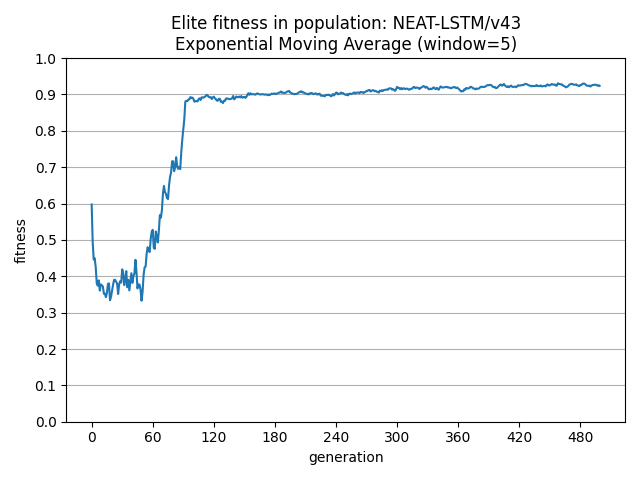 Elite fitness in population: NEAT-LSTM/v43
Exponential Moving Average (window=5)
1.0
0.9
0.8
0.7
0.6
0.5
0.4
0.3
0.2
0.1
0.0
fitness
0 60 120 180 240 300 360 420 480
generation